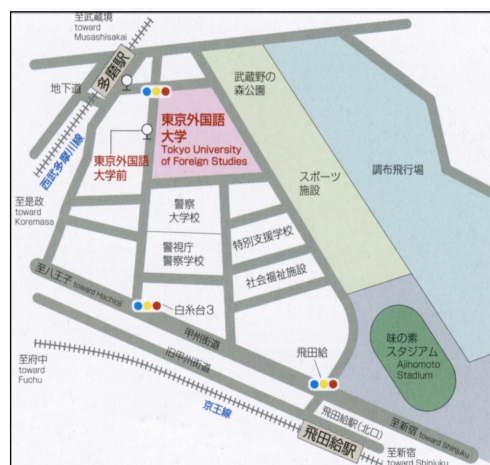 至武蔵境
toward
Musashisakai
多磨駅
地下道
西武多摩川線
東京外国語
大学前
東京外国語
大学
Tokyo University
of Foreign Studies
武蔵野の
森公園
スポーツ
施設
調布飛行場
至是政
toward
Koremasa
警察
大学校
警視庁
警察学校
特別支援学校
社会福祉施設
至八王子 toward Hachioji
白糸台3
甲州街道
旧甲州街道
飛田給
味の素
スタジアム
Ajinomoto
Stadium
至府中
toward
Fuchu
京王線
飛田給駅(北口)
飛田給駅
至新宿 toward Shinjuku
至新宿
toward Shinjuku